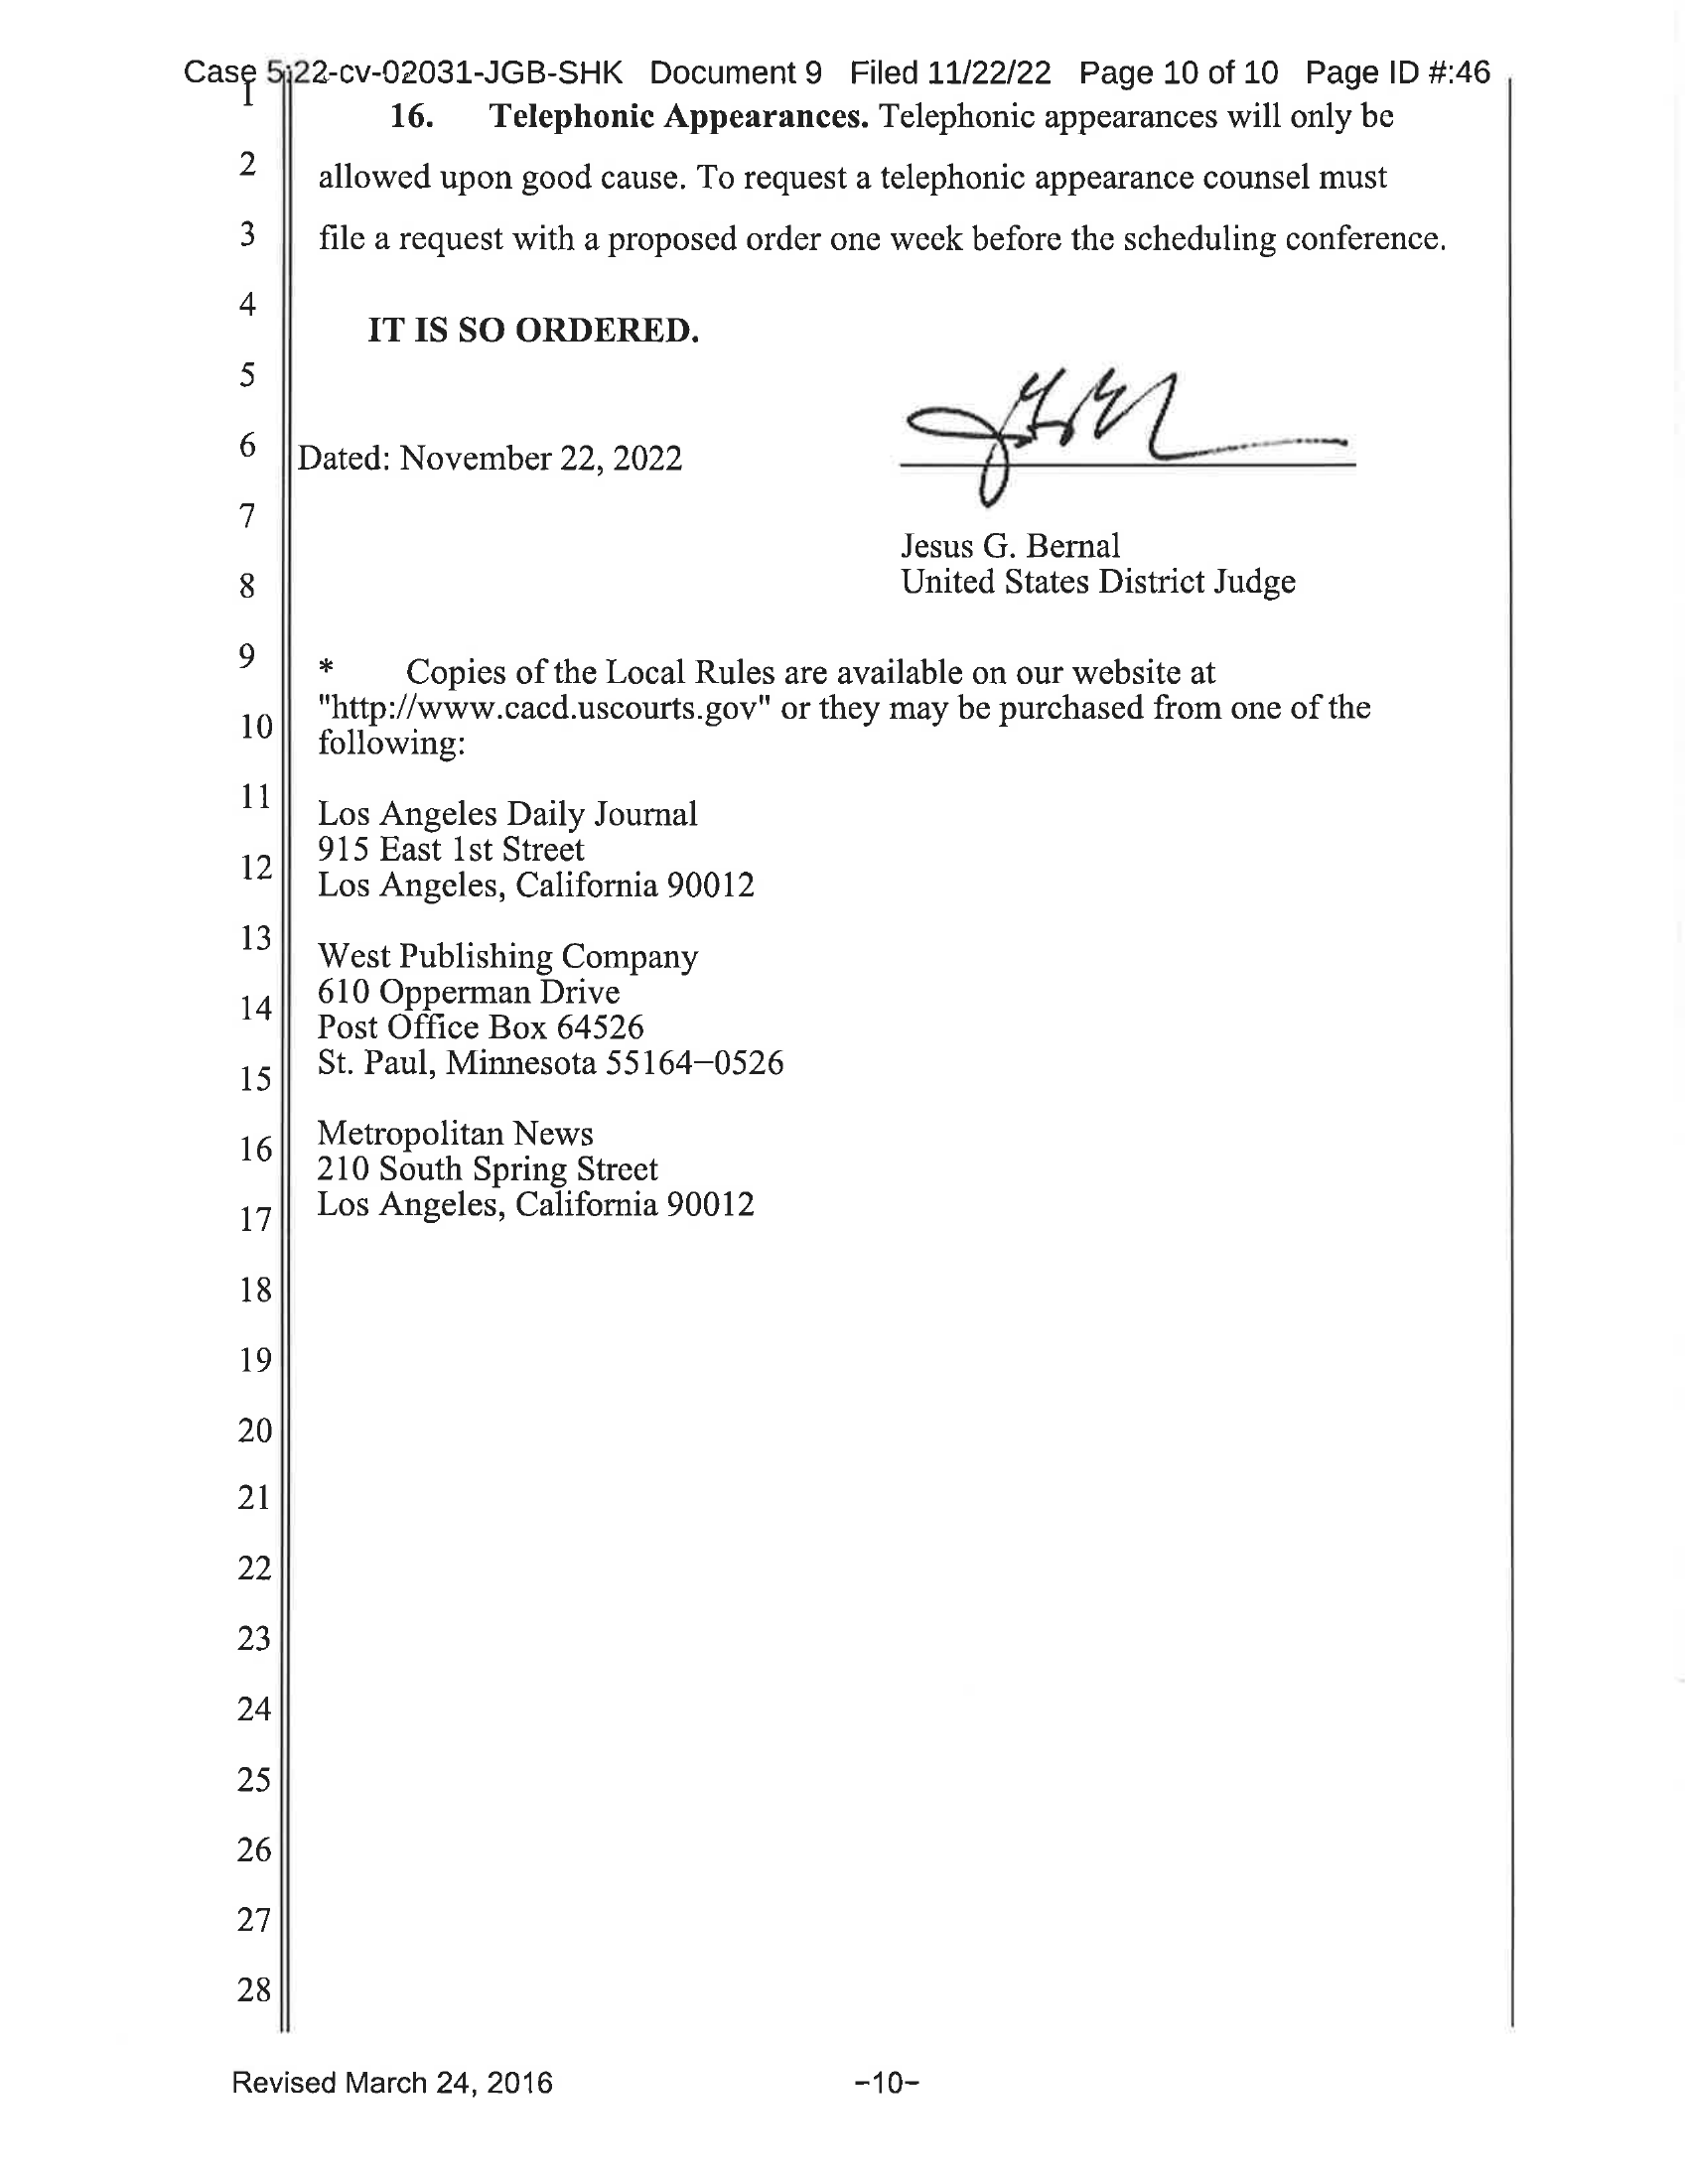 Case 5:22-cv-02031-JGB-SHK Document 9 Filed 11/22/22 Page 10 of 10 Page ID #:46
1 16. Telephonic Appearances. Telephonic appearances will only be
2 allowed upon good cause. To request a telephonic appearance counsel must
3 file a request with a proposed order one week before the scheduling conference.
4
IT IS SO ORDERED.
5
6 Dated: November 22, 2022
7
Jesus G. Bernal
8 United States District Judge
9 * Copies of the Local Rules are available on our website at
10 "http://www.cacd.uscourts.gov" or they may be purchased from one of the
following:
11
Los Angeles Daily Journal
915 East 1st Street
12
Los Angeles, California 90012
13
West Publishing Company
610 Opperman Drive
14
Post Office Box 64526
St. Paul, Minnesota 55164–0526
15
Metropolitan News
16
210 South Spring Street
Los Angeles, California 90012
17
18
19
20
21
22
23
24
25
26
27
28
Revised March 24, 2016 –10–